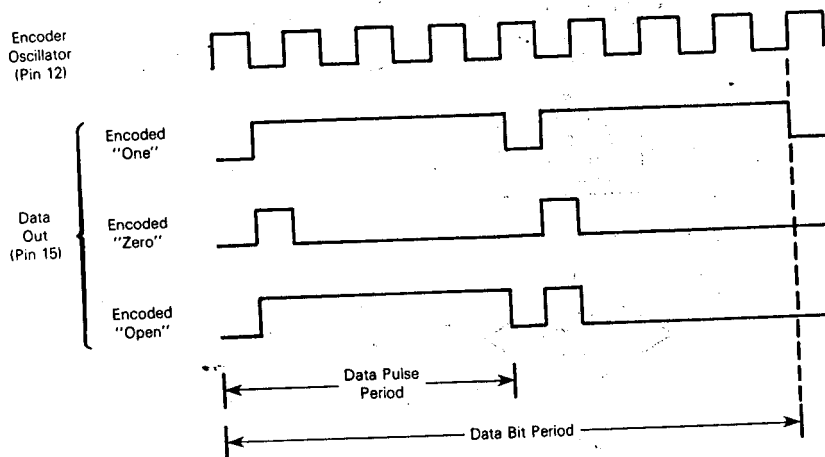 Encoder
Oscillator
(Pin 12)
Encoded
"One"
Data
Out
(Pin 15)
Encoded
"Zero"
Encoded
"Open"
Data Pulse
Period
Data Bit Period